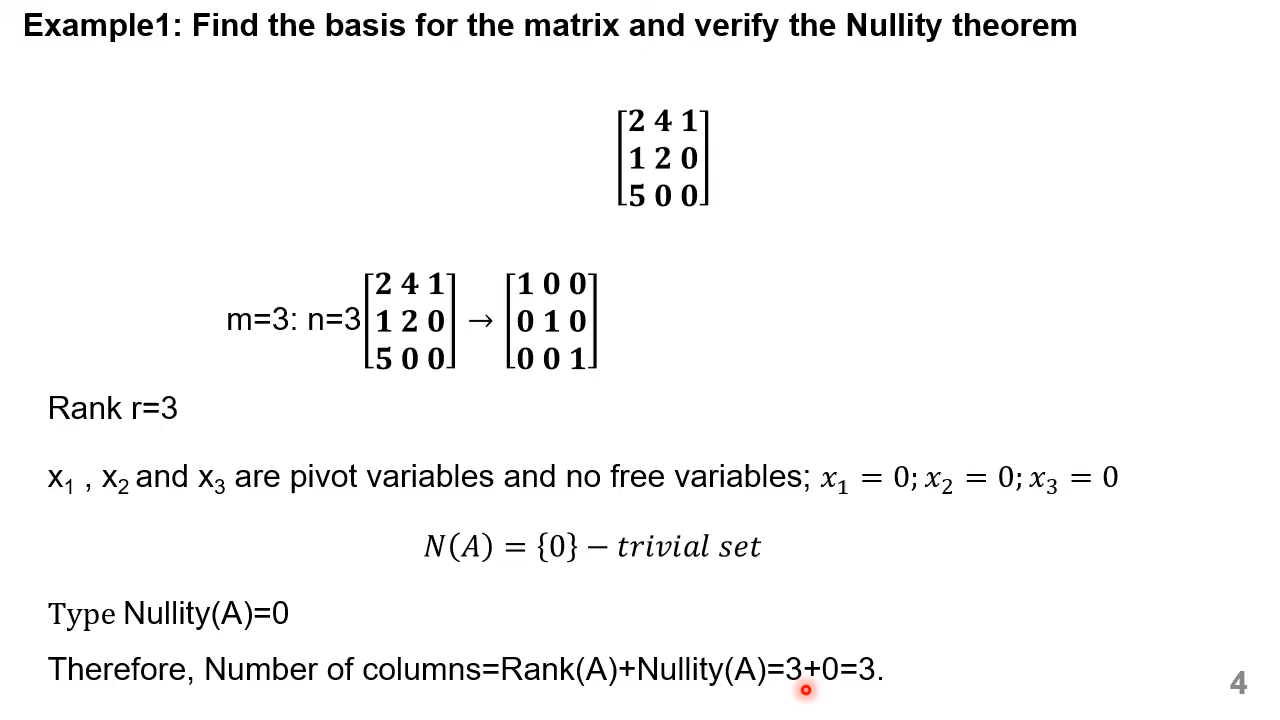 Example1: Find the basis for the matrix and verify the Nullity theorem
[2 4 1]
[1 2 0]
[5 0 0]
m=3: n=3 [2 4 1] → [1 0 0]
[1 2 0] [0 1 0]
[5 0 0] [0 0 1]
Rank r=3
x₁ , x₂ and x₃ are pivot variables and no free variables; 𝑥₁ = 0; 𝑥₂ = 0; 𝑥₃ = 0
N(A) = {0} − trivial set
Type Nullity(A)=0
Therefore, Number of columns=Rank(A)+Nullity(A)=3+0=3.
4